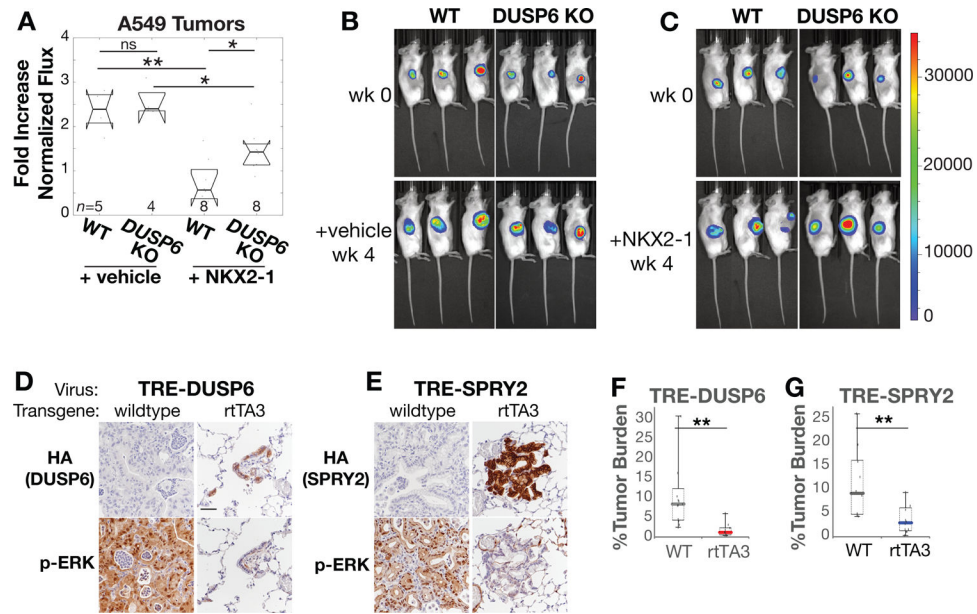 A
A549 Tumors
ns
*
**
*
Fold Increase
Normalized Flux
4
3
2
1
0
n=5
4
8
8
WT
DUSP6
KO
WT
DUSP6
KO
+ vehicle
+ NKX2-1
B
WT
DUSP6 KO
wk 0
+vehicle
wk 4
C
WT
DUSP6 KO
wk 0
+NKX2-1
wk 4
30000
20000
10000
0
D
Virus:
TRE-DUSP6
Transgene:
wildtype
rtTA3
HA
(DUSP6)
p-ERK
E
TRE-SPRY2
wildtype
rtTA3
HA
(SPRY2)
p-ERK
F
TRE-DUSP6
**
% Tumor Burden
30
25
20
15
10
5
0
WT
rtTA3
G
TRE-SPRY2
**
% Tumor Burden
25
20
15
10
5
0
WT
rtTA3